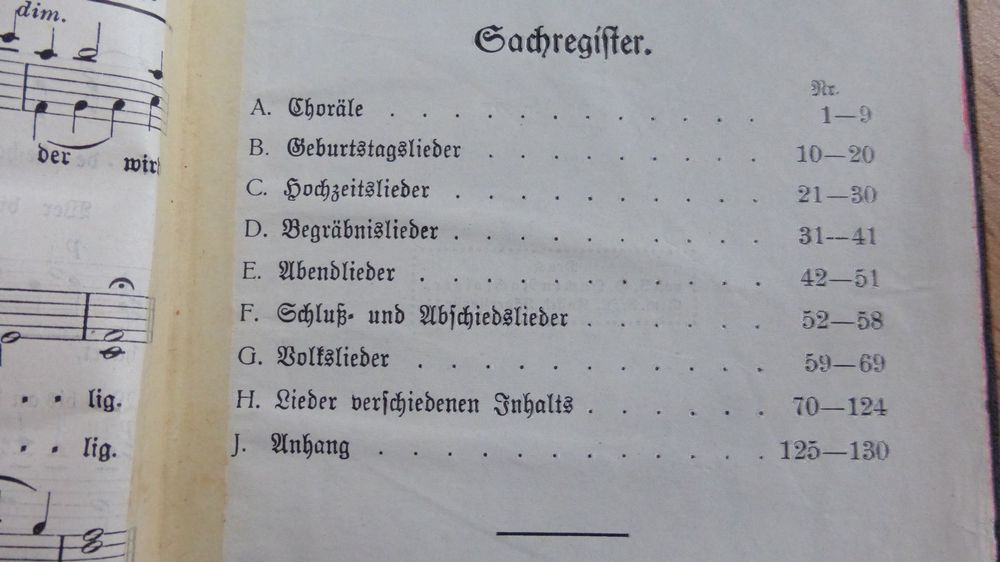 dim.
der wir
lig.
lig.
Sachregister.
Nr.
A. Choräle . . . . . . . . . . . . 1—9
B. Geburtstagslieder . . . . . . . . . 10—20
C. Hochzeitslieder . . . . . . . . . . 21—30
D. Begräbnislieder . . . . . . . . . . 31—41
E. Abendlieder . . . . . . . . . . . 42—51
F. Schluß- und Abschiedslieder . . . . . . 52—58
G. Volkslieder . . . . . . . . . . . 59—69
H. Lieder verschiedenen Inhalts . . . . . . 70—124
J. Anhang . . . . . . . . . . . . 125—130